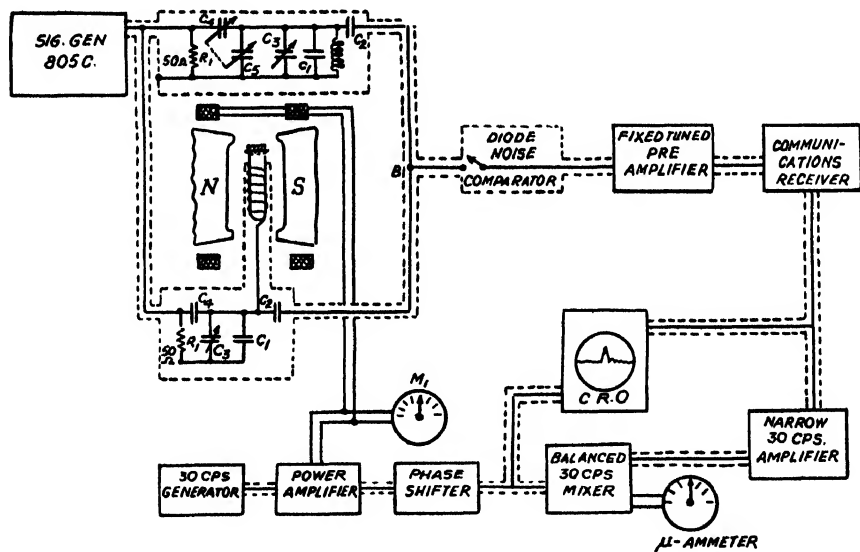 SIG. GEN
805 C.
C4
50Ω
R1
C5
C3
C1
C2
N
S
B
DIODE
NOISE
COMPARATOR
FIXED TUNED
PRE
AMPLIFIER
COMMUNI-
CATIONS
RECEIVER
C4
C2
50
Ω
R1
C3
C1
M1
C R.O
NARROW
30 CPS.
AMPLIFIER
30 CPS
GENERATOR
POWER
AMPLIFIER
PHASE
SHIFTER
BALANCED
30 CPS
MIXER
μ-AMMETER